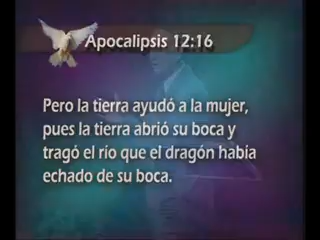 Apocalipsis 12:16
Pero la tierra ayudó a la mujer,
pues la tierra abrió su boca y
tragó el río que el dragón había
echado de su boca.